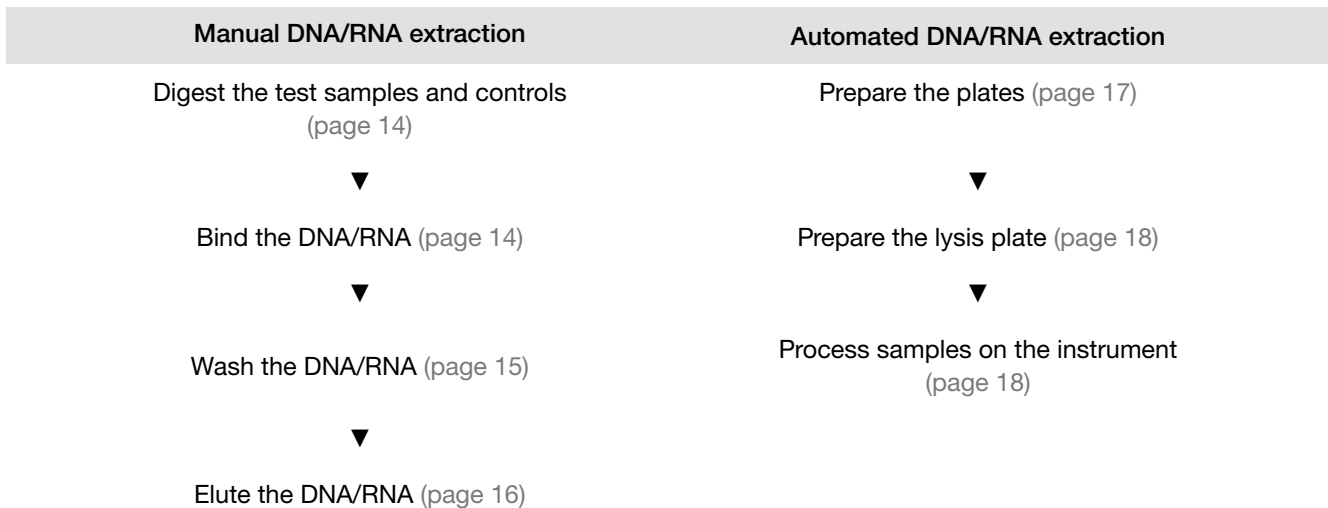 Manual DNA/RNA extraction
Automated DNA/RNA extraction
Digest the test samples and controls
(page 14)
▼
Bind the DNA/RNA (page 14)
▼
Wash the DNA/RNA (page 15)
▼
Elute the DNA/RNA (page 16)
Prepare the plates (page 17)
▼
Prepare the lysis plate (page 18)
▼
Process samples on the instrument
(page 18)